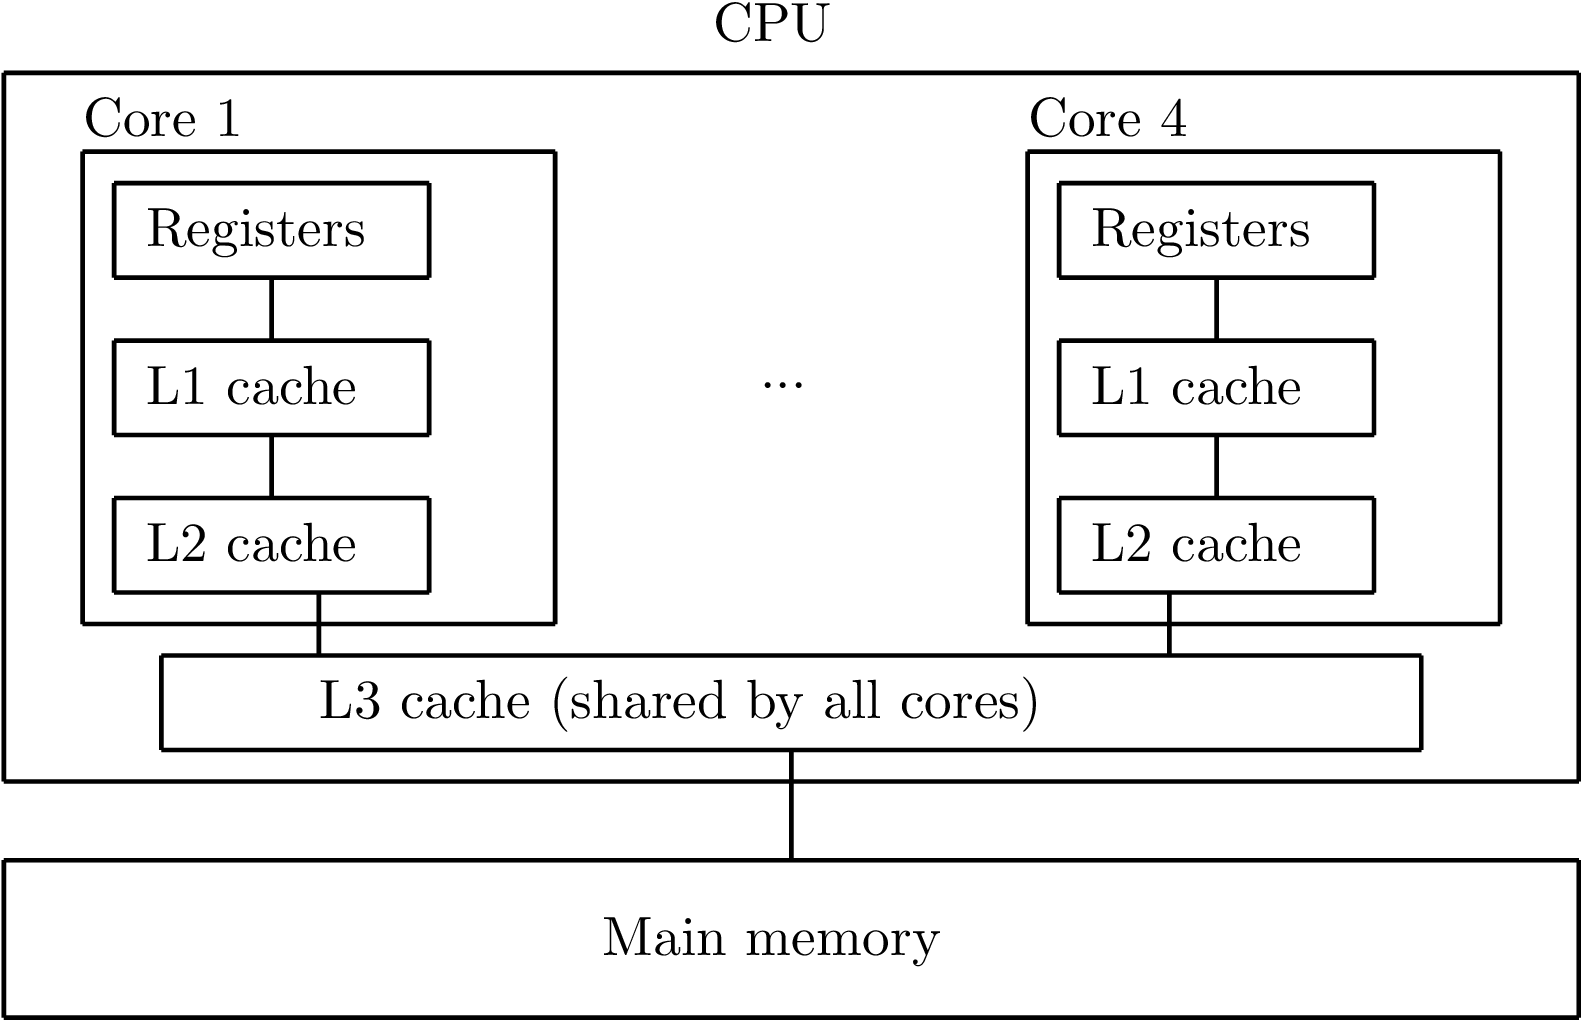 CPU
Core 1
Core 4
Registers
Registers
L1 cache
...
L1 cache
L2 cache
L2 cache
L3 cache (shared by all cores)
Main memory